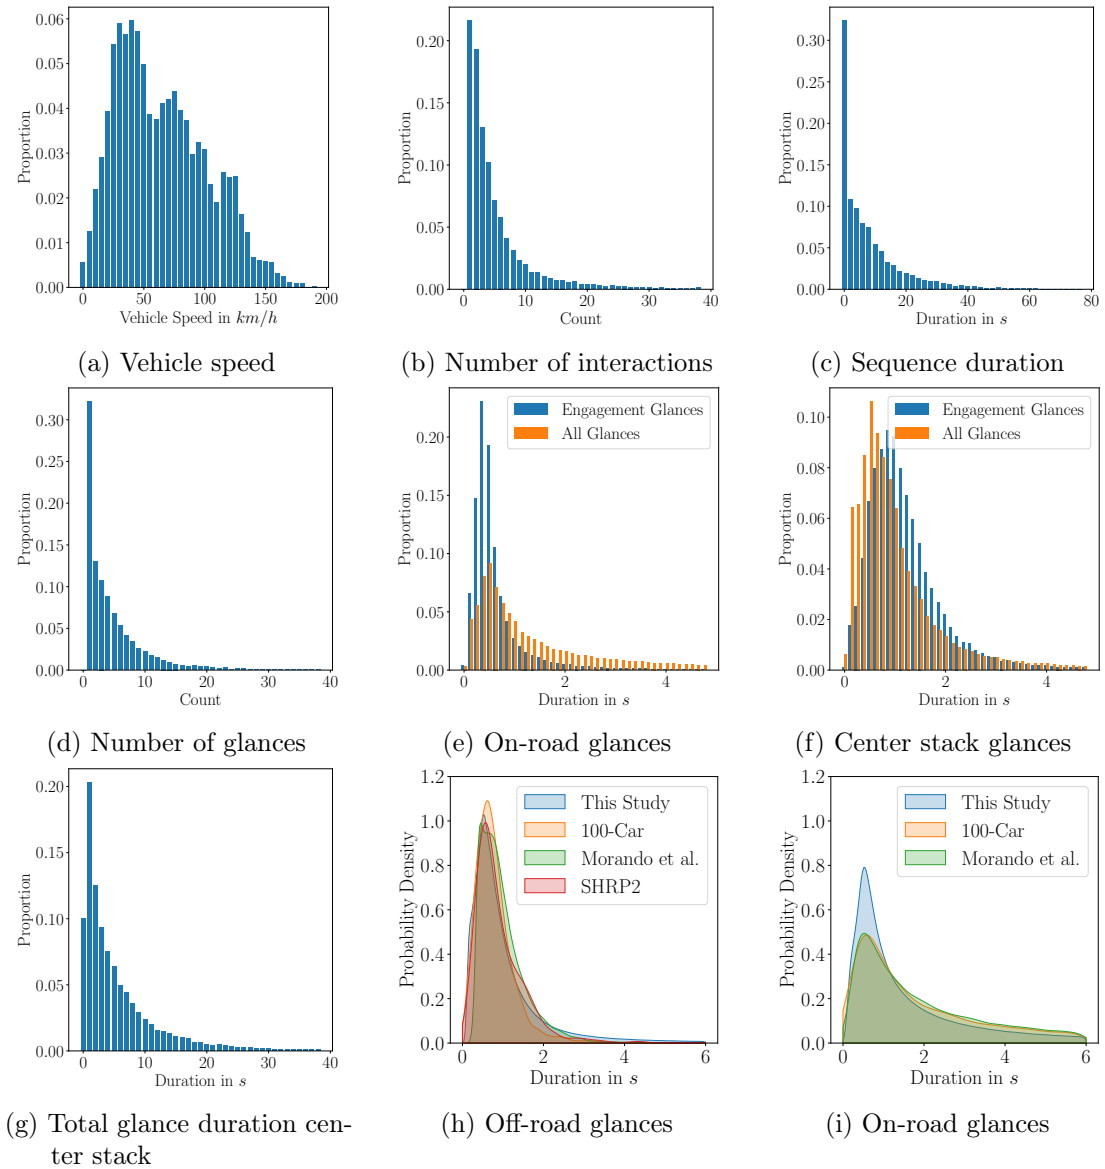 0.06
0.05
0.04
0.03
0.02
0.01
0.00
Proportion
0
50
100
150
200
Vehicle Speed in km/h
(a) Vehicle speed
0.20
0.15
0.10
0.05
0.00
Proportion
0
10
20
30
40
Count
(b) Number of interactions
0.30
0.25
0.20
0.15
0.10
0.05
0.00
Proportion
0
20
40
60
80
Duration in s
(c) Sequence duration
0.30
0.25
0.20
0.15
0.10
0.05
0.00
Proportion
0
10
20
30
40
Count
(d) Number of glances
Engagement Glances
All Glances
0.20
0.15
0.10
0.05
0.00
Proportion
0
2
4
Duration in s
(e) On-road glances
Engagement Glances
All Glances
0.10
0.08
0.06
0.04
0.02
0.00
Proportion
0
2
4
Duration in s
(f) Center stack glances
0.20
0.15
0.10
0.05
0.00
Proportion
0
10
20
30
40
Duration in s
(g) Total glance duration cen-
ter stack
This Study
100-Car
Morando et al.
SHRP2
1.2
1.0
0.8
0.6
0.4
0.2
0.0
Probability Density
0
2
4
6
Duration in s
(h) Off-road glances
This Study
100-Car
Morando et al.
1.2
1.0
0.8
0.6
0.4
0.2
0.0
Probability Density
0
2
4
6
Duration in s
(i) On-road glances